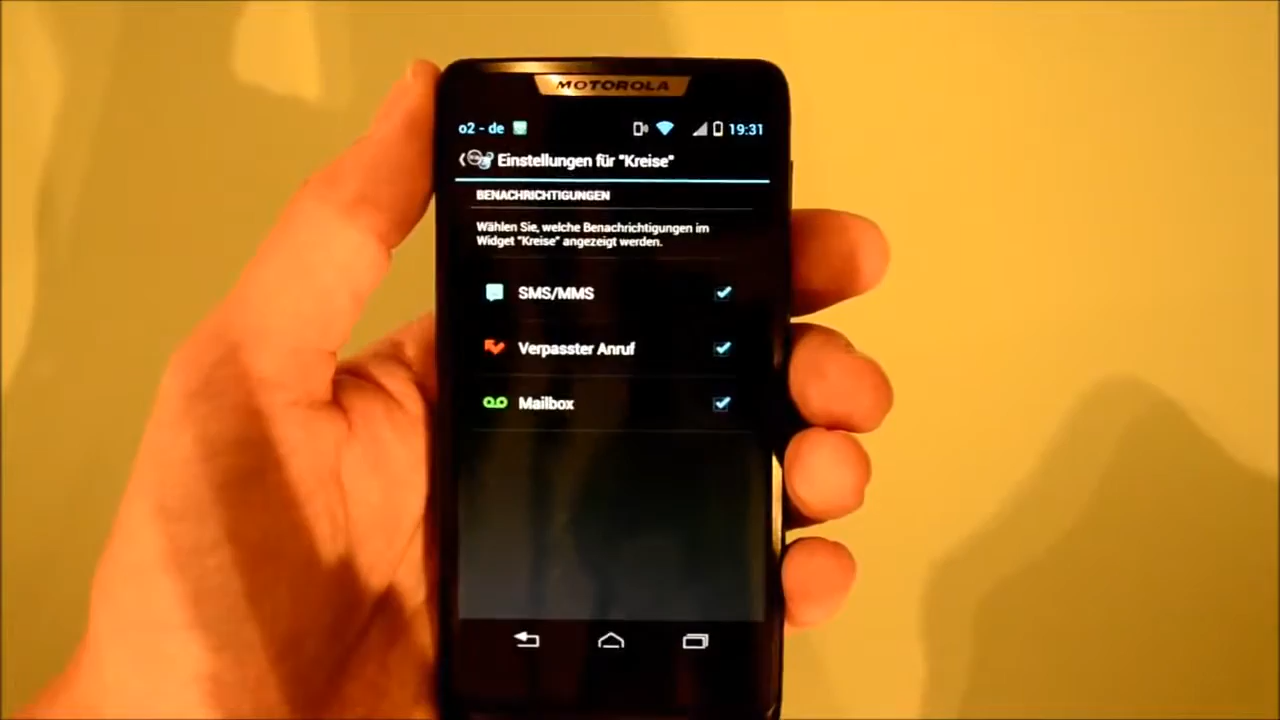 MOTOROLA
o2 - de 19:31
Einstellungen für "Kreise"
BENACHRICHTIGUNGEN
Wählen Sie, welche Benachrichtigungen im
Widget "Kreise" angezeigt werden.
SMS/MMS
Verpasster Anruf
Mailbox